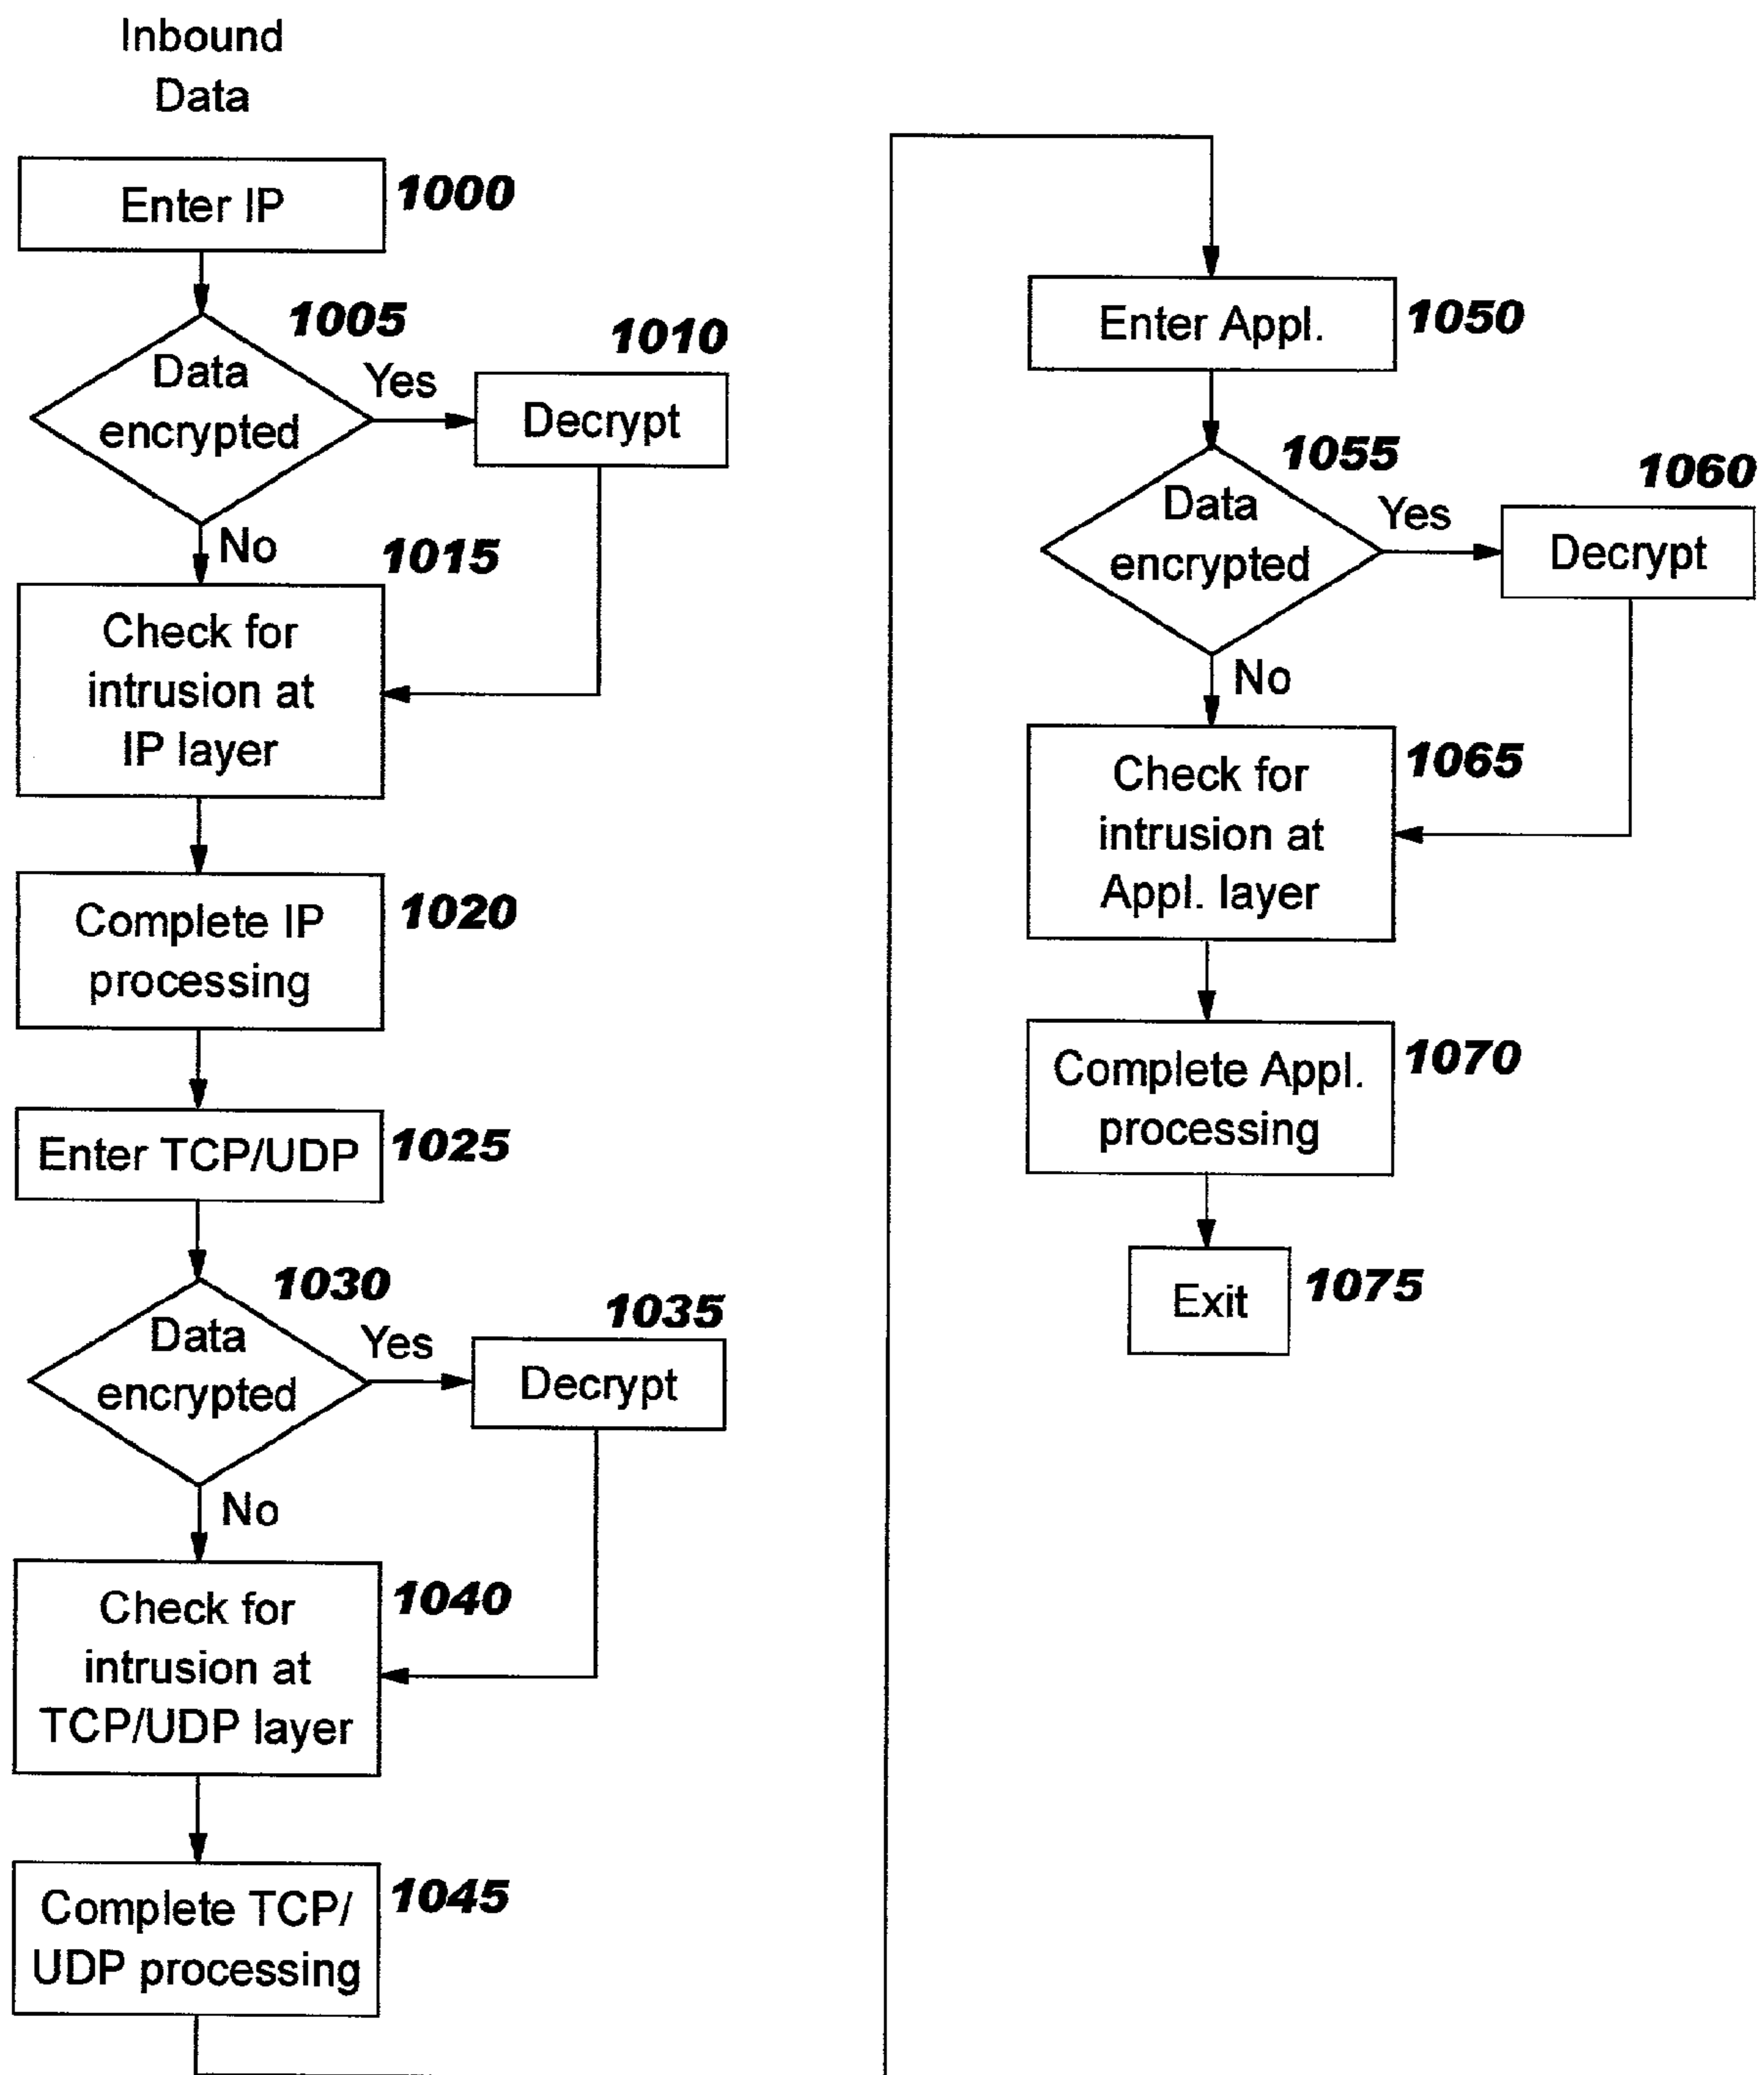 Inbound
Data
Enter IP
1000
1005
Data
encrypted
Yes
1010
Decrypt
No
1015
Check for
intrusion at
IP layer
Complete IP
processing
1020
Enter TCP/UDP
1025
1030
Data
encrypted
Yes
1035
Decrypt
No
Check for
intrusion at
TCP/UDP layer
1040
Complete TCP/
UDP processing
1045
Enter Appl.
1050
1055
Data
encrypted
Yes
1060
Decrypt
No
Check for
intrusion at
Appl. layer
1065
Complete Appl.
processing
1070
Exit
1075